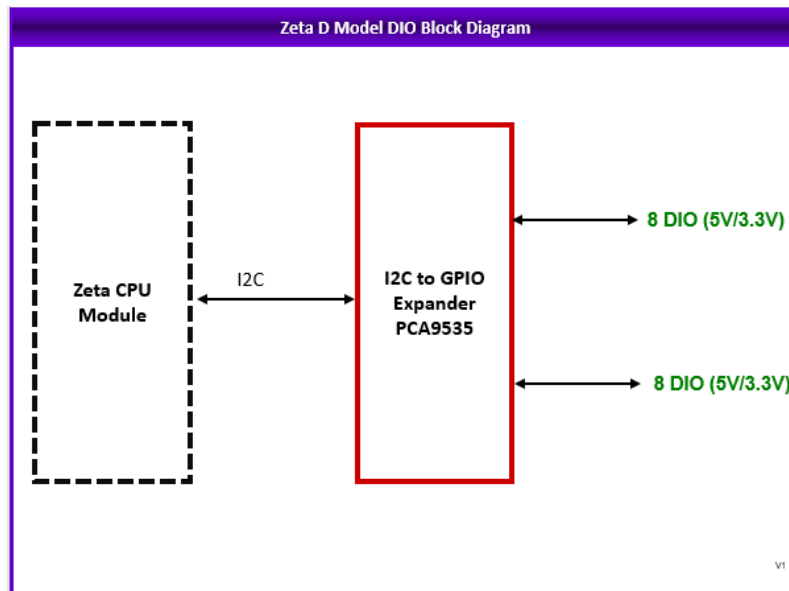 Zeta D Model DIO Block Diagram
Zeta CPU
Module
I2C
I2C to GPIO
Expander
PCA9535
8 DIO (5V/3.3V)
8 DIO (5V/3.3V)
V1